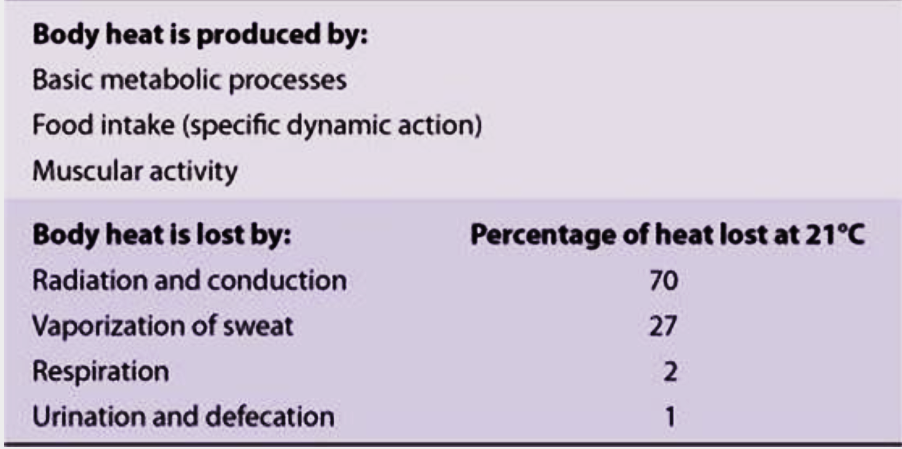 Body heat is produced by:
Basic metabolic processes
Food intake (specific dynamic action)
Muscular activity
Body heat is lost by: Percentage of heat lost at 21°C
Radiation and conduction 70
Vaporization of sweat 27
Respiration 2
Urination and defecation 1